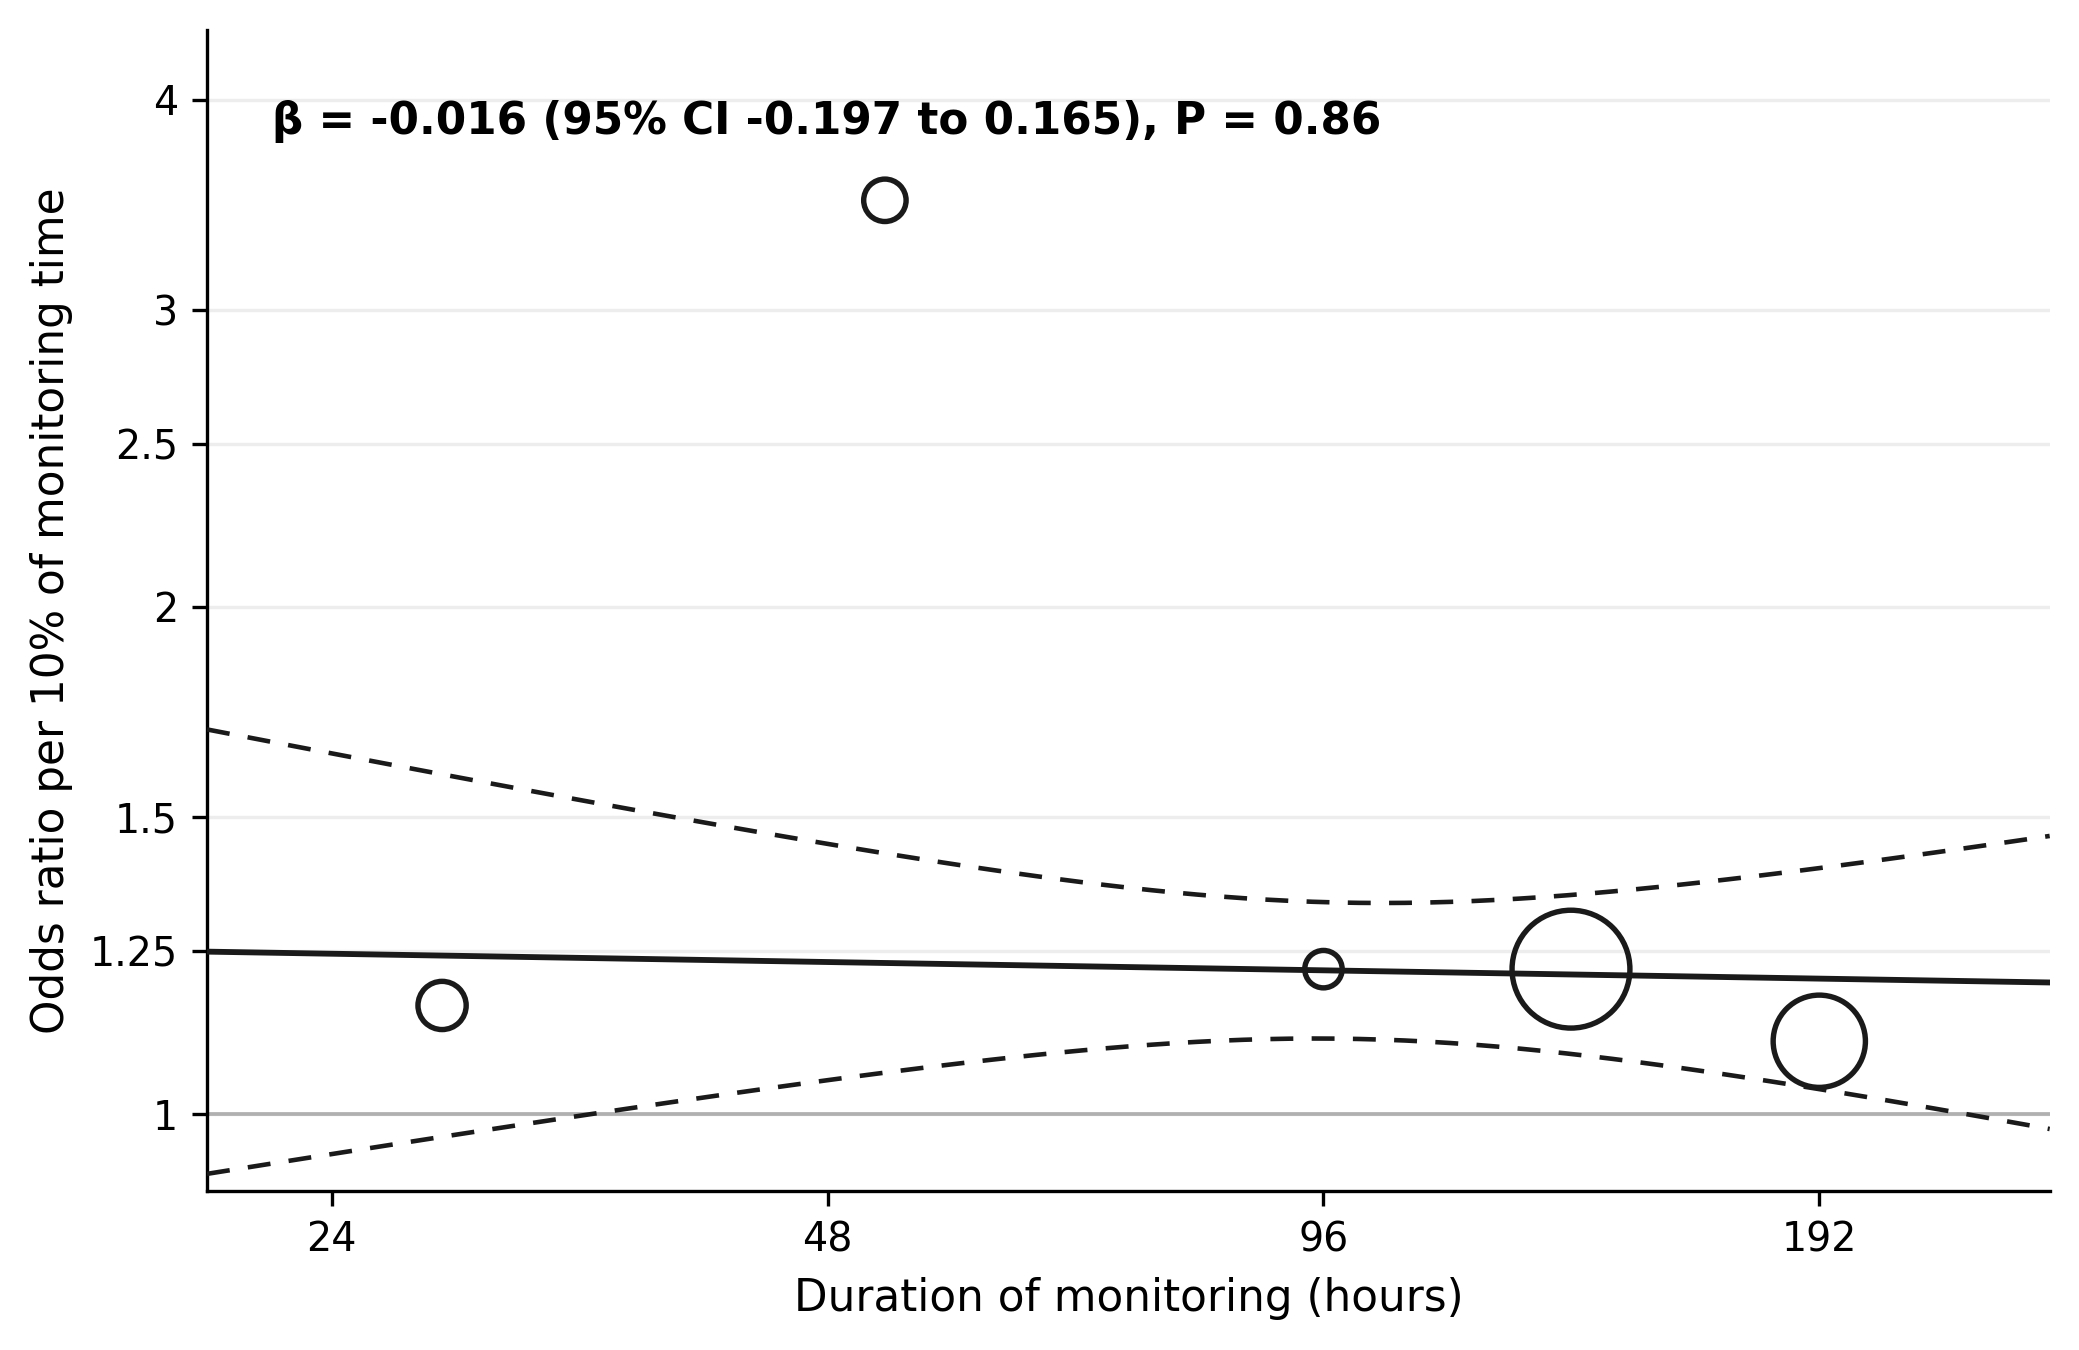 β = -0.016 (95% CI -0.197 to 0.165), P = 0.86
Odds ratio per 10% of monitoring time
4
3
2.5
2
1.5
1.25
1
24 48 96 192
Duration of monitoring (hours)